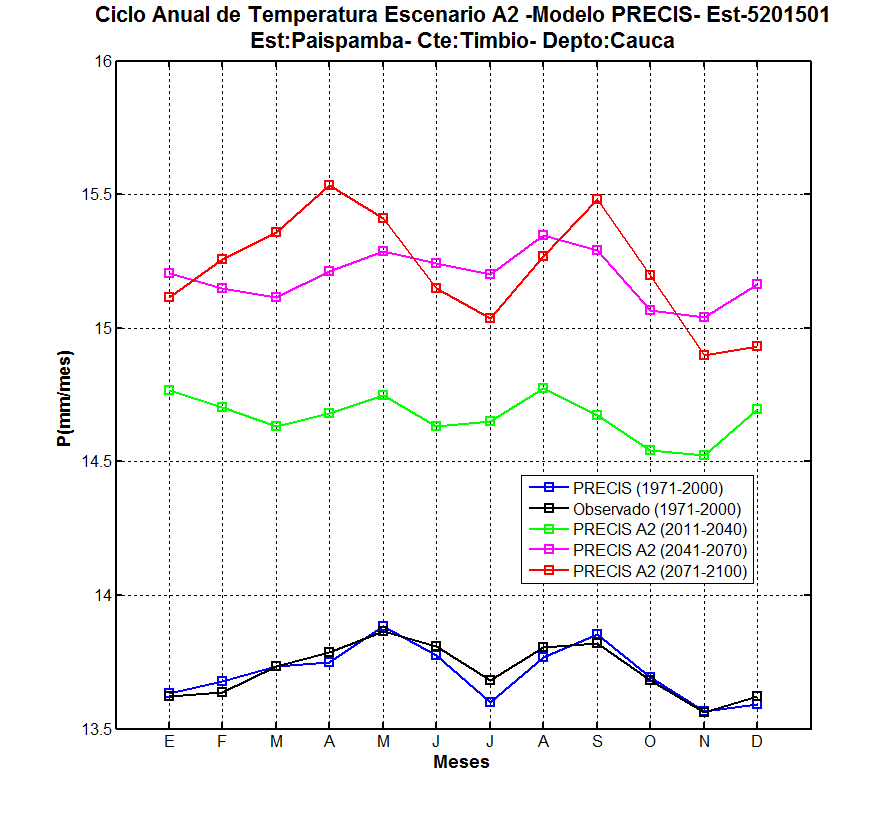 Ciclo Anual de Temperatura Escenario A2 -Modelo PRECIS- Est-5201501
Est:Paispamba- Cte:Timbio- Depto:Cauca
16
15.5
15
14.5
14
13.5
P(mm/mes)
PRECIS (1971-2000)
Observado (1971-2000)
PRECIS A2 (2011-2040)
PRECIS A2 (2041-2070)
PRECIS A2 (2071-2100)
E F M A M J J A S O N D
Meses